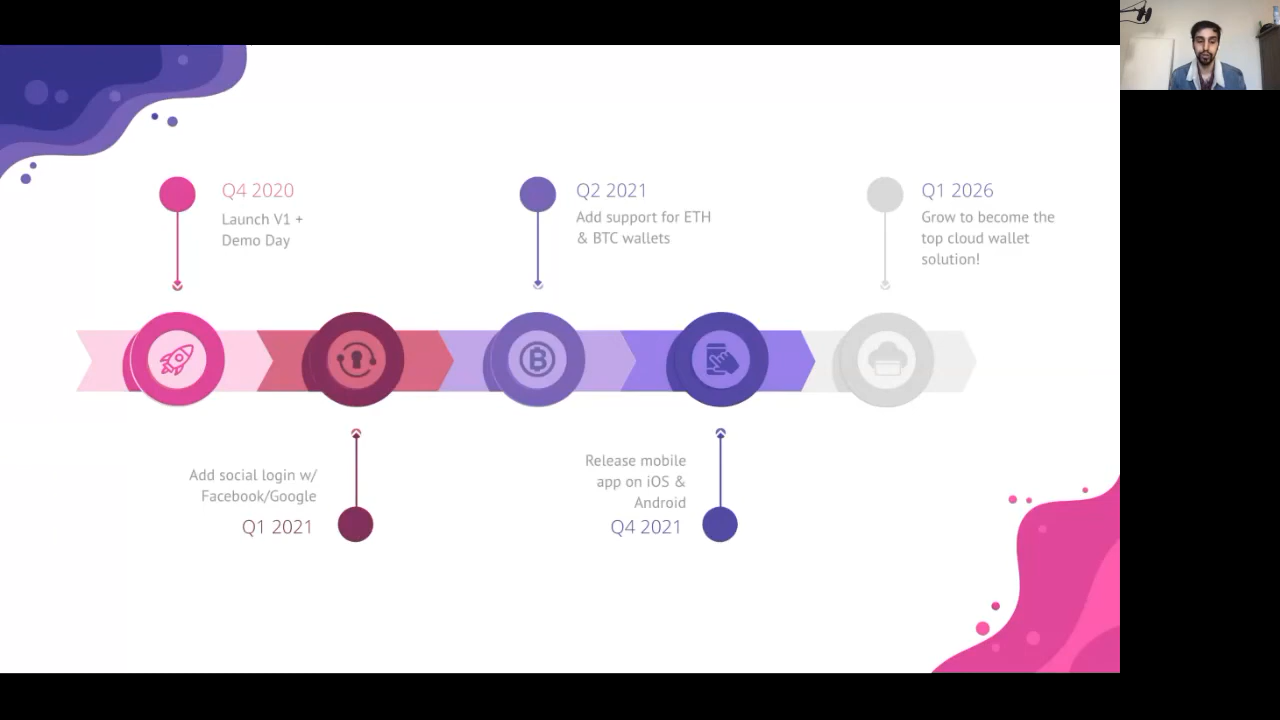 Q4 2020
Launch V1 +
Demo Day
Q2 2021
Add support for ETH
& BTC wallets
Q1 2026
Grow to become the
top cloud wallet
solution!
Add social login w/
Facebook/Google
Q1 2021
Release mobile
app on iOS &
Android
Q4 2021